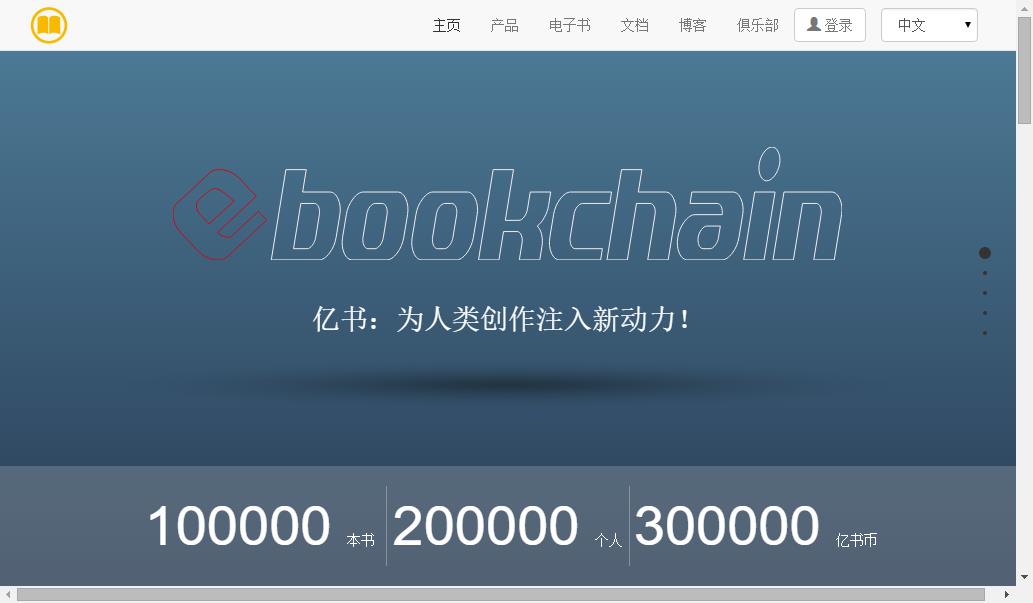 主页 产品 电子书 文档 博客 俱乐部 登录 中文
ebookchain
亿书：为人类创作注入新动力！
100000 本书 200000 个人 300000 亿书币